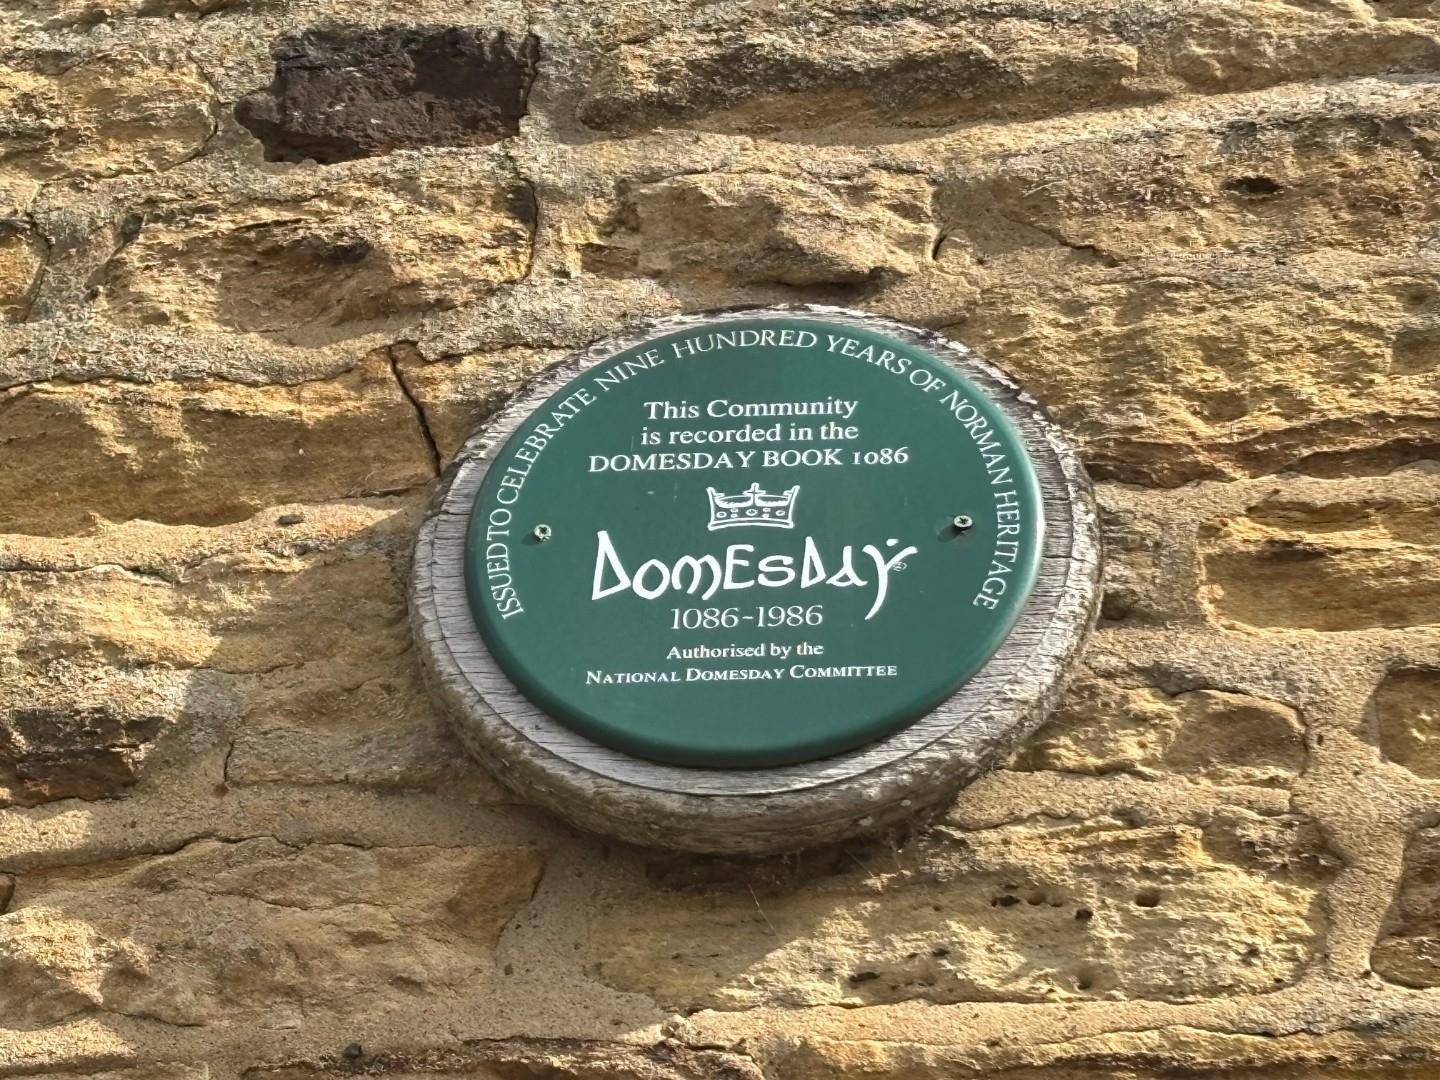 ISSUED TO CELEBRATE NINE HUNDRED YEARS OF NORMAN HERITAGE
This Community
is recorded in the
DOMESDAY BOOK 1086
DOMESDAY
1086-1986
Authorised by the
NATIONAL DOMESDAY COMMITTEE